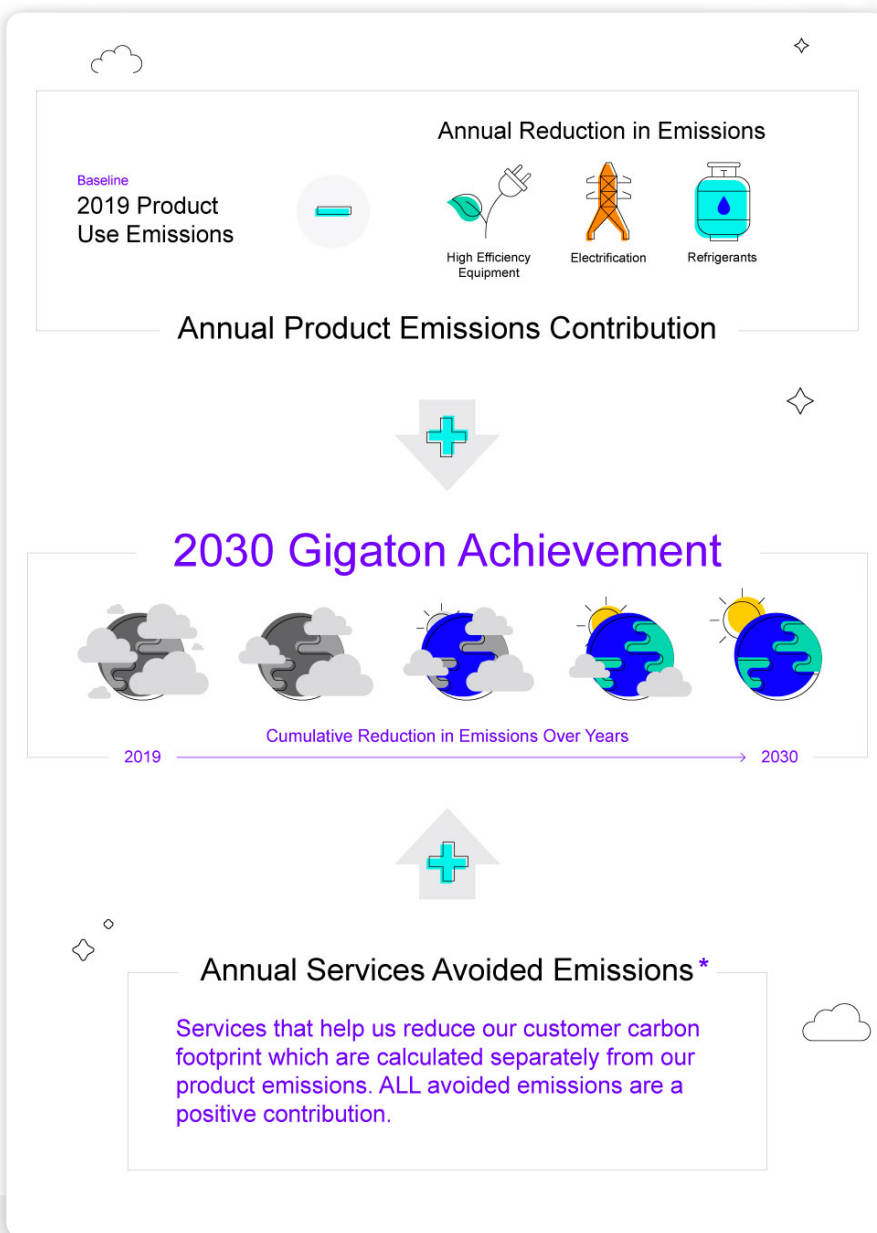 Annual Reduction in Emissions
Baseline
2019 Product
Use Emissions
High Efficiency
Equipment
Electrification
Refrigerants
Annual Product Emissions Contribution
2030 Gigaton Achievement
Cumulative Reduction in Emissions Over Years
2019
2030
Annual Services Avoided Emissions*
Services that help us reduce our customer carbon
footprint which are calculated separately from our
product emissions. ALL avoided emissions are a
positive contribution.